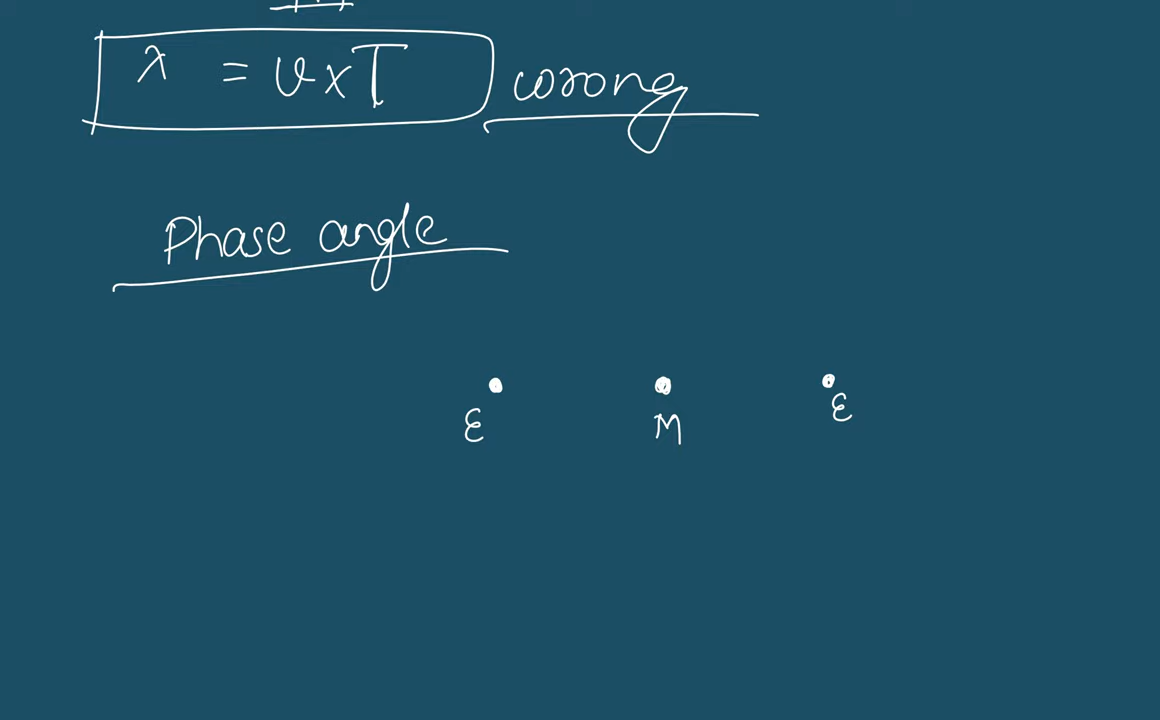 λ = v x T wrong
Phase angle
E M E